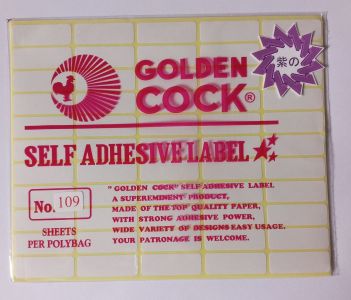 紫の
GOLDEN
COCK®
SELF ADHESIVE LABEL
No. 109
SHEETS
PER POLYBAG
"GOLDEN COCK" SELF ADHESIVE LABEL
A SUPEREMINENT PRODUCT,
MADE OF THE TOP QUALITY PAPER,
WITH STRONG ADHESIVE POWER,
WIDE VARIETY OF DESIGNS EASY USAGE.
YOUR PATRONAGE IS WELCOME.